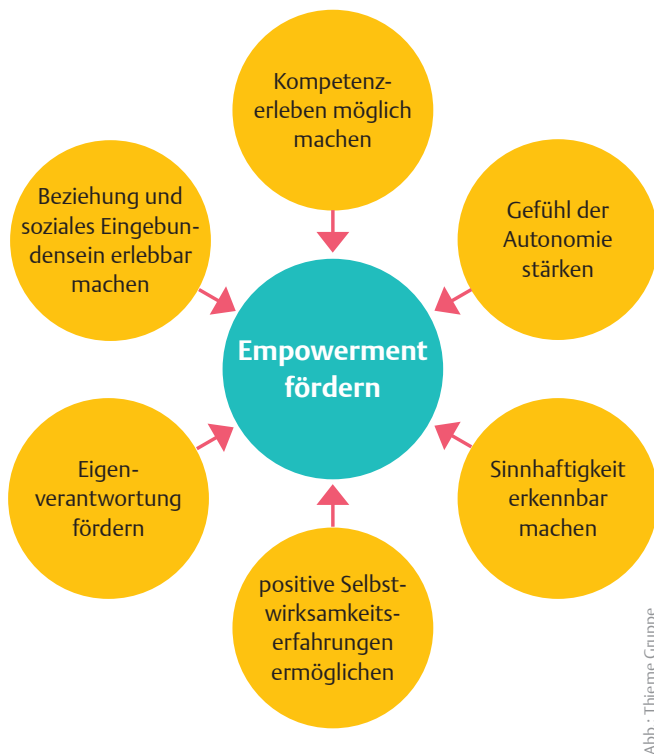 Kompetenz-
erleben möglich
machen
Beziehung und
soziales Eingebun-
densein erlebbar
machen
Gefühl der
Autonomie
stärken
Empowerment
fördern
Eigen-
verantwortung
fördern
Sinnhaftigkeit
erkennbar
machen
positive Selbst-
wirksamkeits-
erfahrungen
ermöglichen
Abb.: Thieme Gruppe